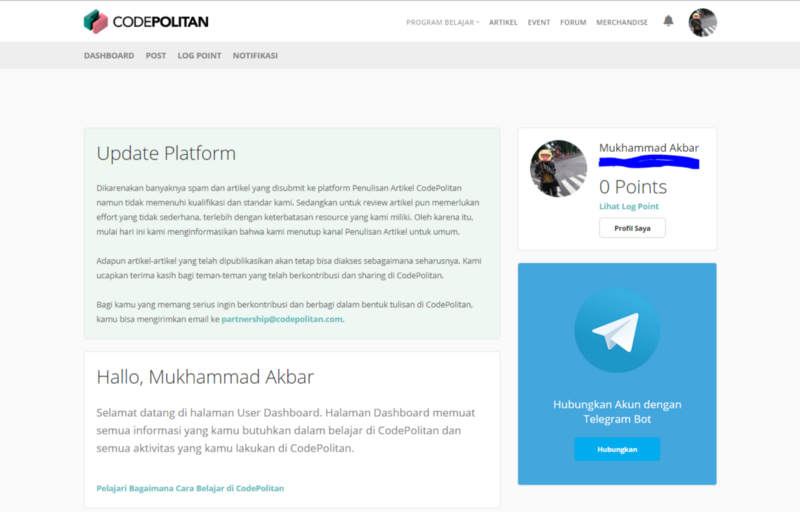 CODEPOLITAN
PROGRAM BELAJAR
ARTIKEL
EVENT
FORUM
MERCHANDISE
DASHBOARD
POST
LOG POINT
NOTIFIKASI
Update Platform
Dikarenakan banyaknya spam dan artikel yang disubmit ke platform Penulisan Artikel CodePolitan
namun tidak memenuhi kualifikasi dan standar kami. Sedangkan untuk review artikel pun memerlukan
effort yang tidak sederhana, terlebih dengan keterbatasan resource yang kami miliki. Oleh karena itu,
mulai hari ini kami menginformasikan bahwa kami menutup kanal Penulisan Artikel untuk umum.
Adapun artikel-artikel yang telah dipublikasikan akan tetap bisa diakses sebagaimana seharusnya. Kami
ucapkan terima kasih bagi teman-teman yang telah berkontribusi dan sharing di CodePolitan.
Bagi kamu yang memang serius ingin berkontribusi dan berbagi dalam bentuk tulisan di CodePolitan,
kamu bisa mengirimkan email ke partnership@codepolitan.com.
Hallo, Mukhammad Akbar
Selamat datang di halaman User Dashboard. Halaman Dashboard memuat
semua informasi yang kamu butuhkan dalam belajar di CodePolitan dan
semua aktivitas yang kamu lakukan di CodePolitan.
Pelajari Bagaimana Cara Belajar di CodePolitan
Mukhammad Akbar
0 Points
Lihat Log Point
Profil Saya
Hubungkan Akun dengan
Telegram Bot
Hubungkan